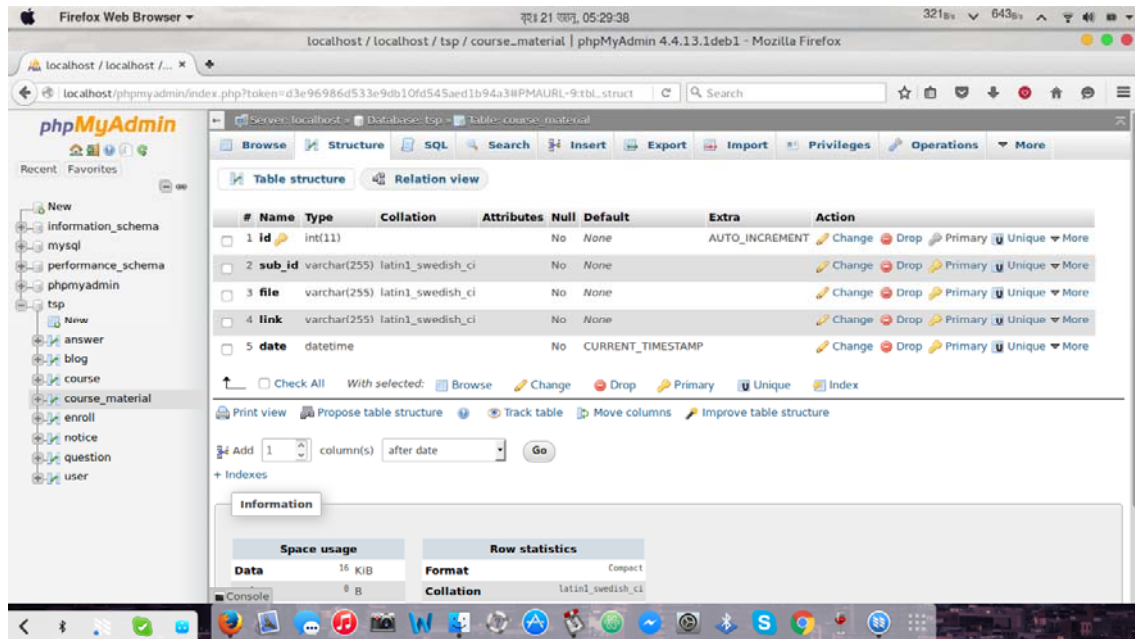 Firefox Web Browser
বৃহঃ 21 জানু, 05:29:38
321 B/s 643 B/s
localhost / localhost / tsp / course_material | phpMyAdmin 4.4.13.1deb1 - Mozilla Firefox
localhost / localhost /... ×
localhost/phpmyadmin/index.php?token=d3e96986d533e9db10fd545aed1b94a3#PMAURL-9:tbl_struct
Search
phpMyAdmin
Recent Favorites
New
information_schema
mysql
performance_schema
phpmyadmin
tsp
New
answer
blog
course
course_material
enroll
notice
question
user
Server: localhost » Database: tsp » Table: course_material
Browse Structure SQL Search Insert Export Import Privileges Operations More
Table structure Relation view
# Name Type Collation Attributes Null Default Extra Action
1 id int(11) No None AUTO_INCREMENT Change Drop Primary Unique More
2 sub_id varchar(255) latin1_swedish_ci No None Change Drop Primary Unique More
3 file varchar(255) latin1_swedish_ci No None Change Drop Primary Unique More
4 link varchar(255) latin1_swedish_ci No None Change Drop Primary Unique More
5 date datetime No CURRENT_TIMESTAMP Change Drop Primary Unique More
Check All With selected: Browse Change Drop Primary Unique Index
Print view Propose table structure Track table Move columns Improve table structure
Add 1 column(s) after date Go
+ Indexes
Information
Space usage
Data 16 KiB
0 B
Row statistics
Format Compact
Collation latin1_swedish_ci
Console